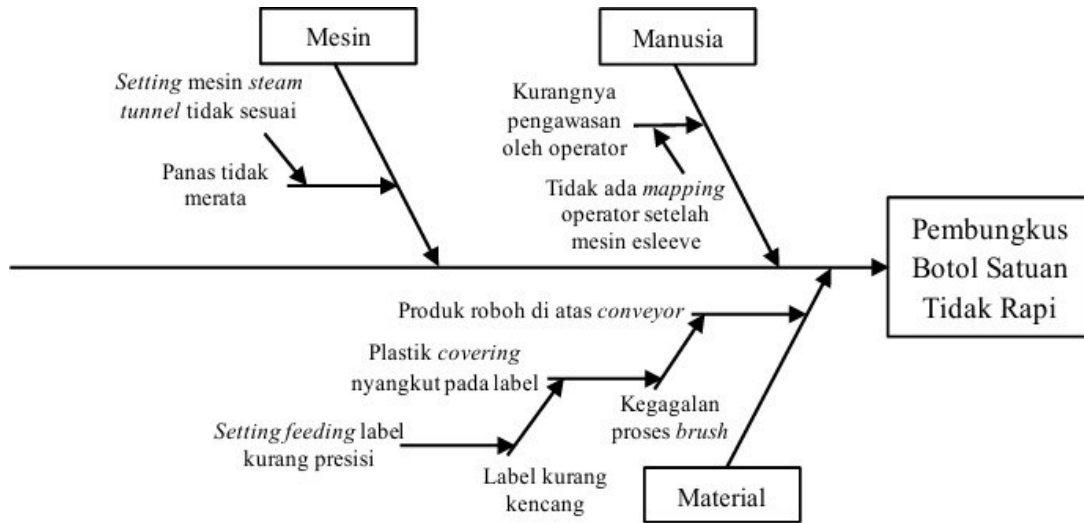 Mesin
Manusia
Setting mesin steam
tunnel tidak sesuai
Panas tidak
merata
Kurangnya
pengawasan
oleh operator
Tidak ada mapping
operator setelah
mesin esleeve
Pembungkus
Botol Satuan
Tidak Rapi
Produk roboh di atas conveyor
Plastik covering
nyangkut pada label
Kegagalan
proses brush
Setting feeding label
kurang presisi
Label kurang
kencang
Material